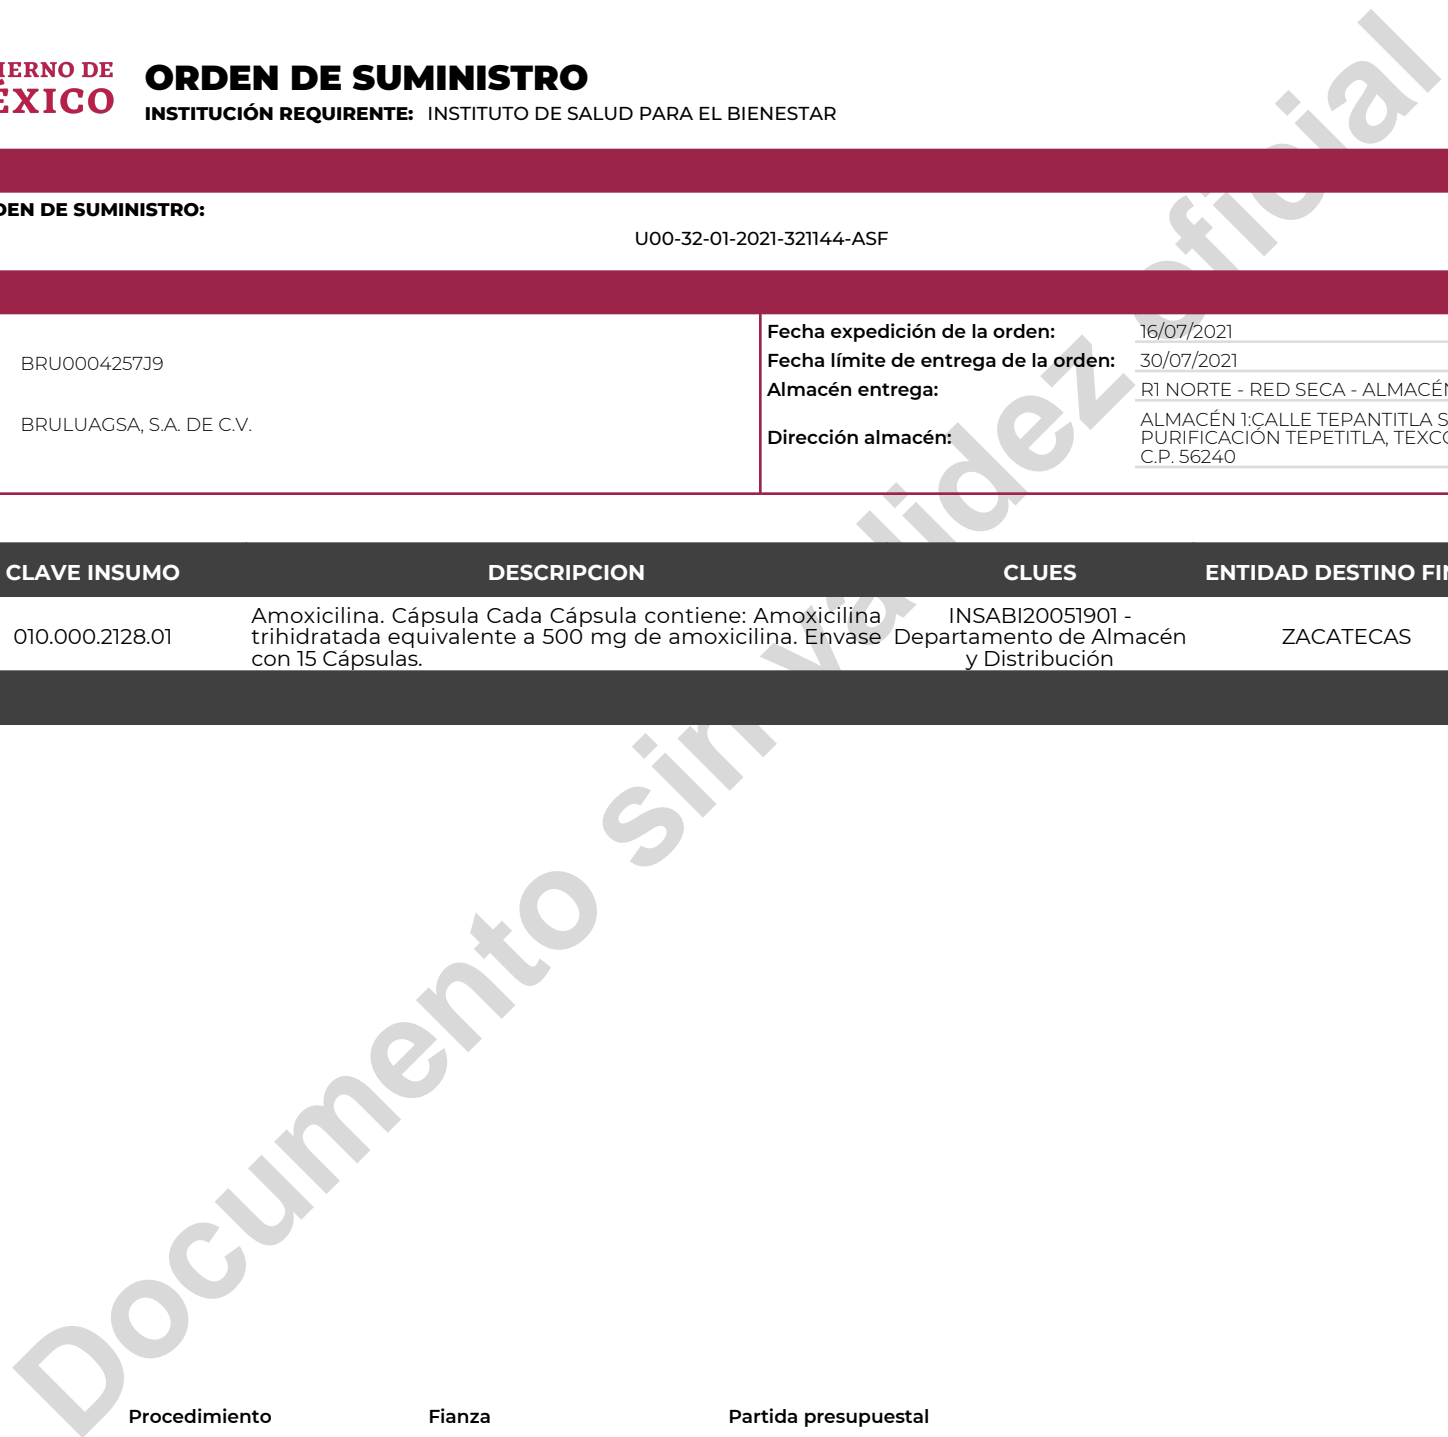 IERNO DE
ÉXICO
ORDEN DE SUMINISTRO
INSTITUCIÓN REQUIRENTE: INSTITUTO DE SALUD PARA EL BIENESTAR
DEN DE SUMINISTRO:
U00-32-01-2021-321144-ASF
BRU0004257J9
BRULUAGSA, S.A. DE C.V.
Fecha expedición de la orden: 16/07/2021
Fecha límite de entrega de la orden: 30/07/2021
Almacén entrega: R1 NORTE - RED SECA - ALMACÉN
Dirección almacén:
ALMACÉN 1:CALLE TEPANTITLA S
PURIFICACIÓN TEPETITLA, TEXCO
C.P. 56240
CLAVE INSUMO DESCRIPCION CLUES ENTIDAD DESTINO FIN
010.000.2128.01
Amoxicilina. Cápsula Cada Cápsula contiene: Amoxicilina
trihidratada equivalente a 500 mg de amoxicilina. Envase
con 15 Cápsulas.
INSABI20051901 -
Departamento de Almacén
y Distribución
ZACATECAS
Documento sin validez oficial
Procedimiento Fianza Partida presupuestal